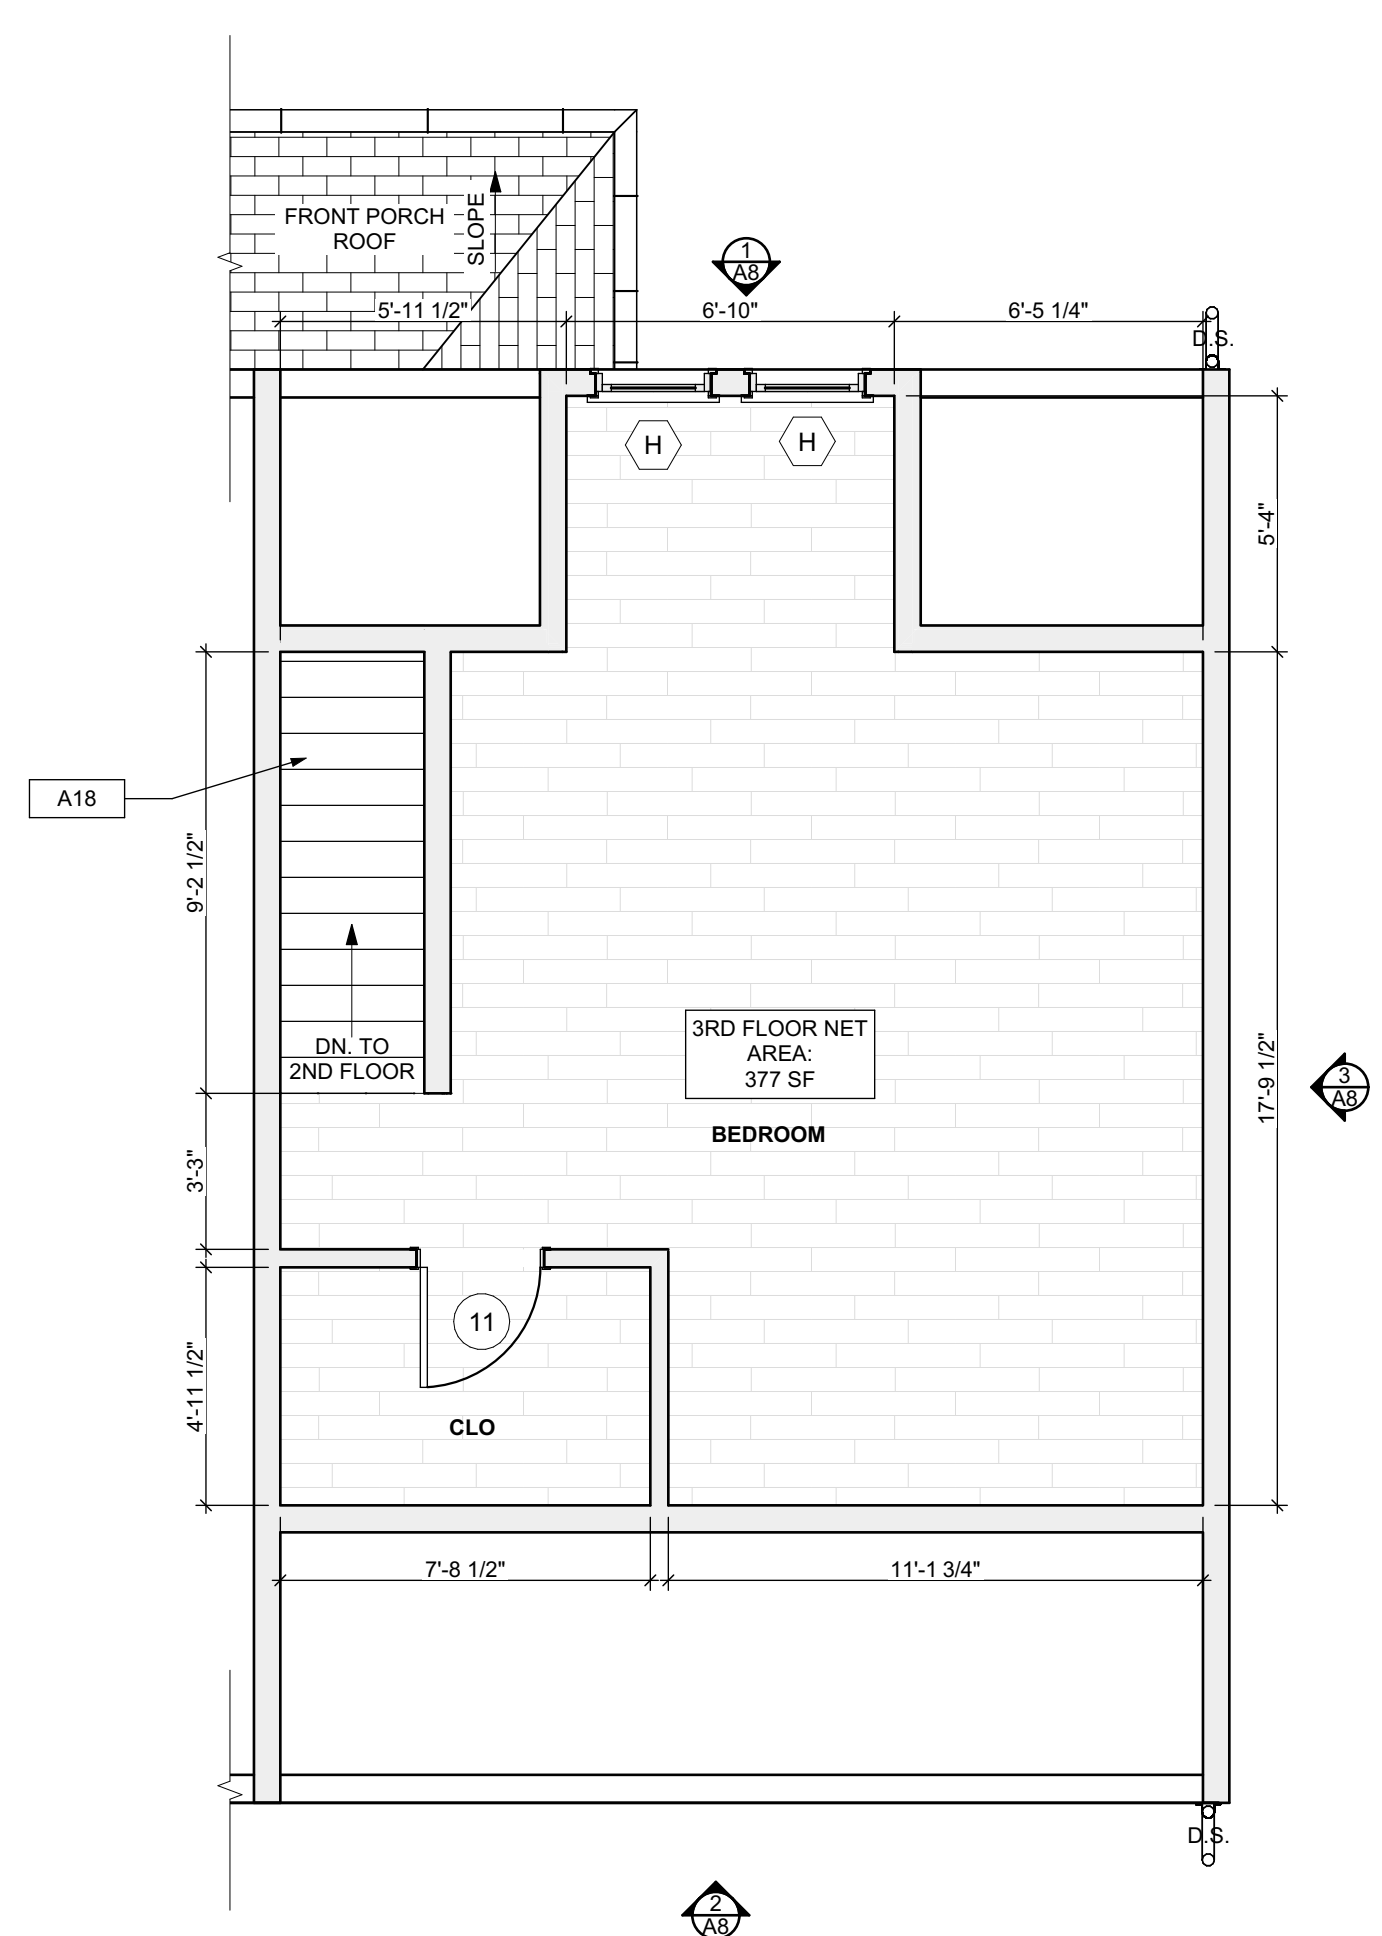 FRONT PORCH
ROOF
SLOPE
1
A8
5'-11 1/2"
6'-10"
6'-5 1/4"
D.S.
H
H
5'-4"
A18
9'-2 1/2"
DN. TO
2ND FLOOR
3RD FLOOR NET
AREA:
377 SF
BEDROOM
17'-9 1/2"
3
A8
3'-3"
11
4'-11 1/2"
CLO
7'-8 1/2"
11'-1 3/4"
D.S.
2
A8